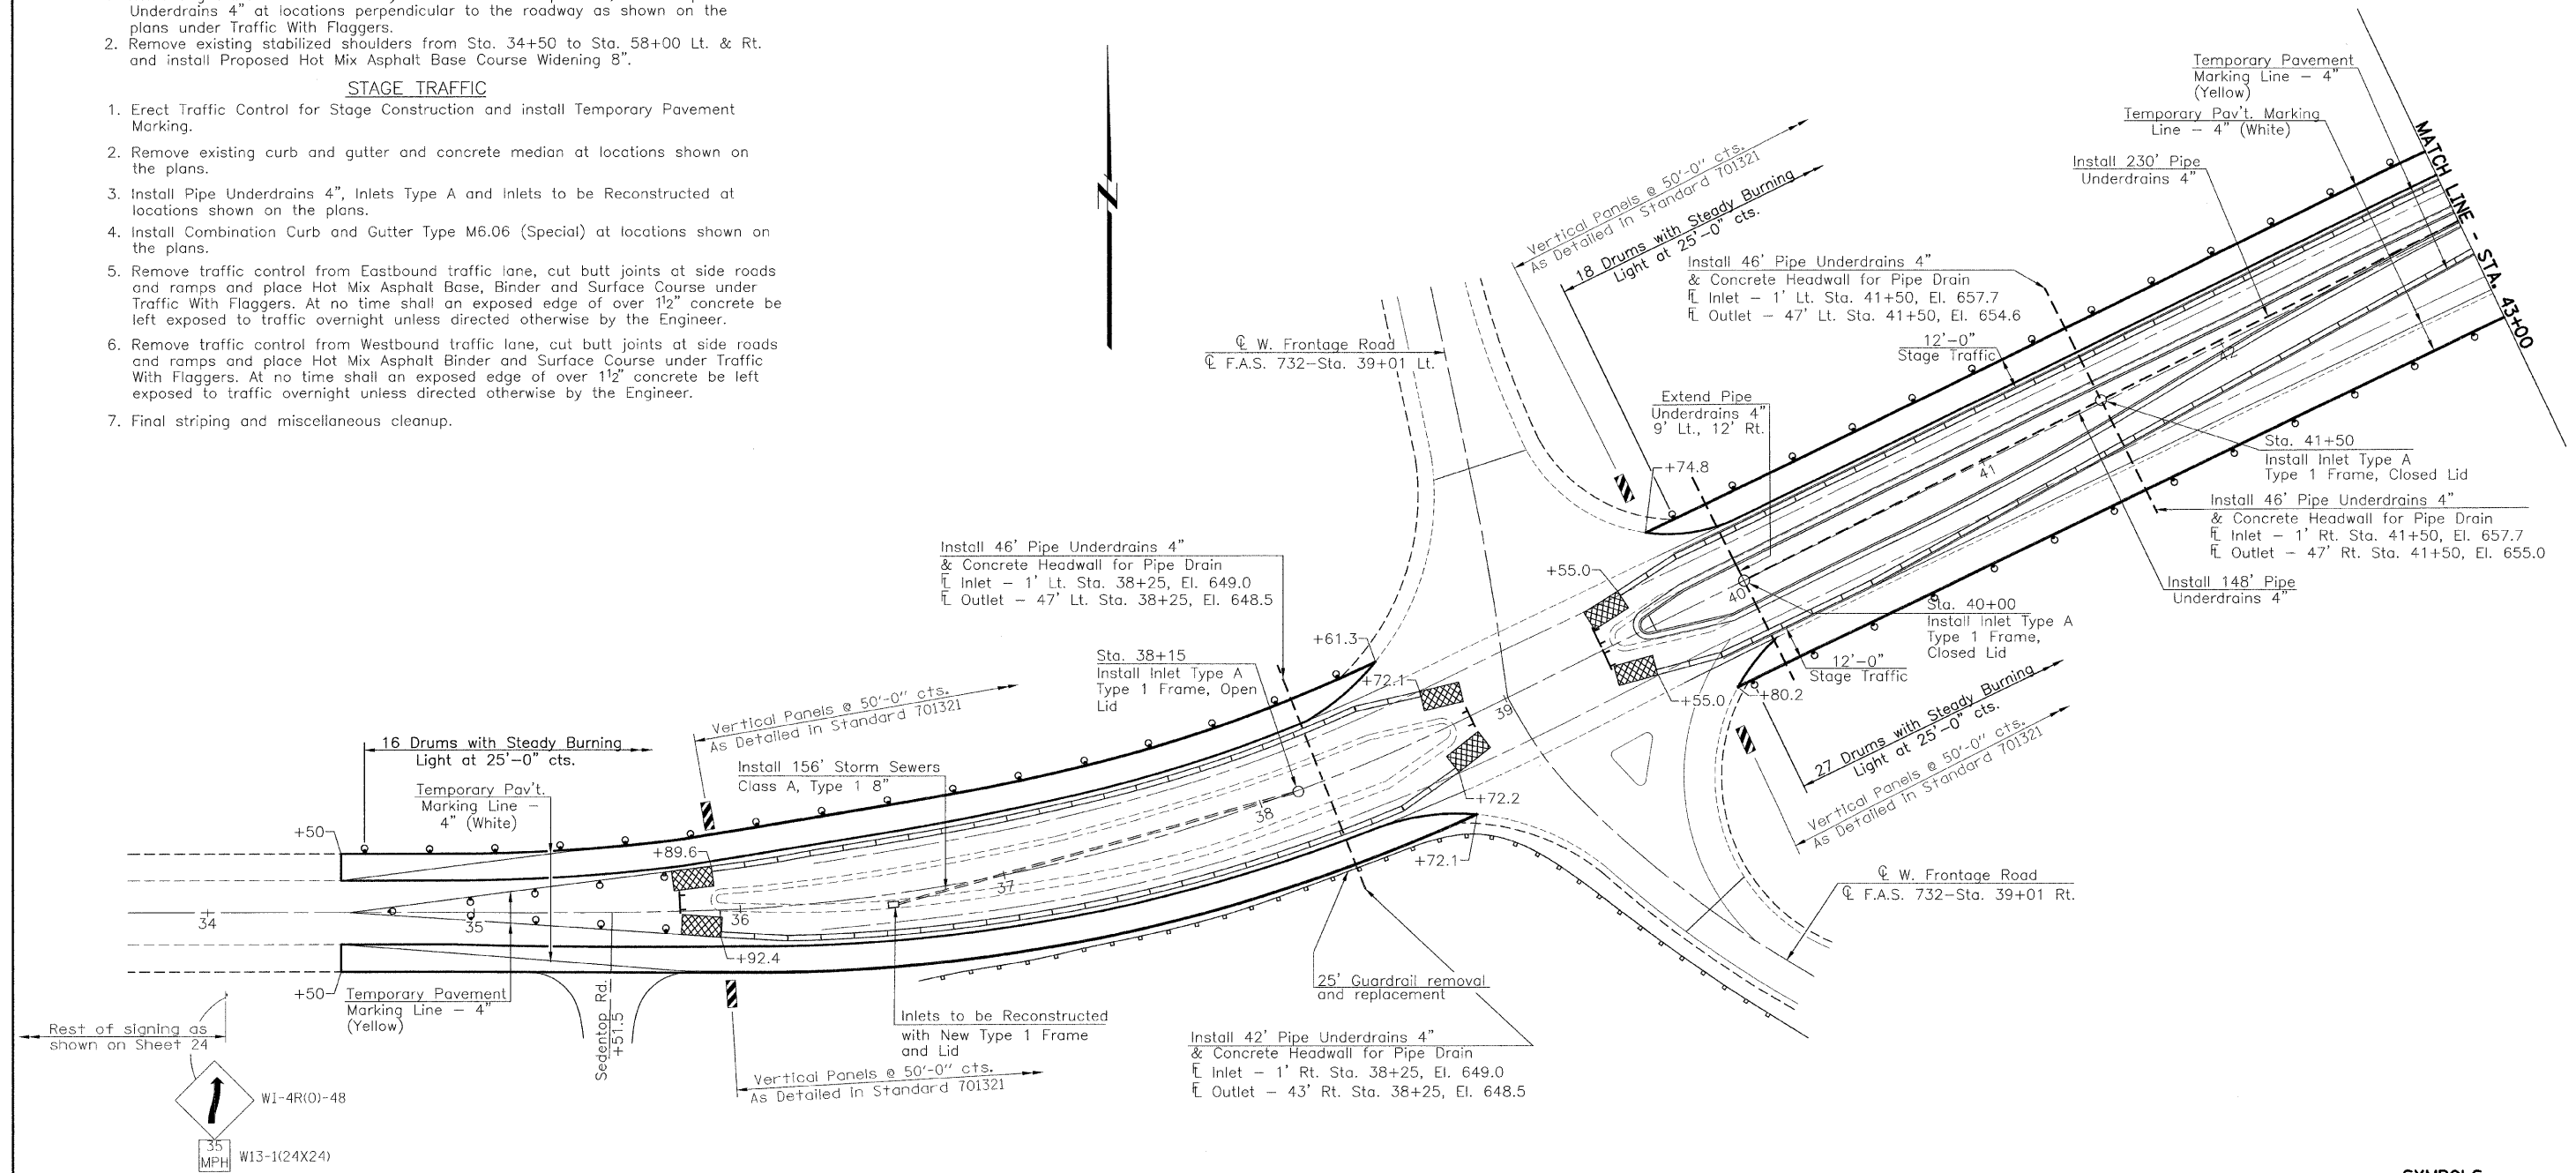 Underdrains 4" at locations perpendicular to the roadway as shown on the
plans under Traffic With Flaggers.
2. Remove existing stabilized shoulders from Sta. 34+50 to Sta. 58+00 Lt. & Rt.
and install Proposed Hot Mix Asphalt Base Course Widening 8".
STAGE TRAFFIC
1. Erect Traffic Control for Stage Construction and install Temporary Pavement
Marking.
2. Remove existing curb and gutter and concrete median at locations shown on
the plans.
3. Install Pipe Underdrains 4", Inlets Type A and Inlets to be Reconstructed at
locations shown on the plans.
4. Install Combination Curb and Gutter Type M6.06 (Special) at locations shown on
the plans.
5. Remove traffic control from Eastbound traffic lane, cut butt joints at side roads
and ramps and place Hot Mix Asphalt Base, Binder and Surface Course under
Traffic With Flaggers. At no time shall an exposed edge of over 1½" concrete be
left exposed to traffic overnight unless directed otherwise by the Engineer.
6. Remove traffic control from Westbound traffic lane, cut butt joints at side roads
and ramps and place Hot Mix Asphalt Binder and Surface Course under Traffic
With Flaggers. At no time shall an exposed edge of over 1½" concrete be left
exposed to traffic overnight unless directed otherwise by the Engineer.
7. Final striping and miscellaneous cleanup.
N
Temporary Pavement
Marking Line – 4"
(Yellow)
Temporary Pav't. Marking
Line – 4" (White)
Install 230' Pipe
Underdrains 4"
MATCH LINE - STA. 43+00
Vertical Panels @ 50'-0" cts.
As Detailed in Standard 701321
18 Drums with Steady Burning
Light at 25'-0" cts.
Install 46' Pipe Underdrains 4"
& Concrete Headwall for Pipe Drain
FL Inlet – 1' Lt. Sta. 41+50, El. 657.7
FL Outlet – 47' Lt. Sta. 41+50, El. 654.6
12'-0"
Stage Traffic
CL W. Frontage Road
CL F.A.S. 732-Sta. 39+01 Lt.
Extend Pipe
Underdrains 4"
9' Lt., 12' Rt.
+74.8
42
41
40
Sta. 41+50
Install Inlet Type A
Type 1 Frame, Closed Lid
Install 46' Pipe Underdrains 4"
& Concrete Headwall for Pipe Drain
FL Inlet – 1' Rt. Sta. 41+50, El. 657.7
FL Outlet – 47' Rt. Sta. 41+50, El. 655.0
Install 148' Pipe
Underdrains 4"
Sta. 40+00
Install Inlet Type A
Type 1 Frame,
Closed Lid
12'-0"
Stage Traffic
+55.0
+55.0
+80.2
27 Drums with Steady Burning
Light at 25'-0" cts.
Vertical Panels @ 50'-0" cts.
As Detailed in Standard 701321
Install 46' Pipe Underdrains 4"
& Concrete Headwall for Pipe Drain
FL Inlet – 1' Lt. Sta. 38+25, El. 649.0
FL Outlet – 47' Lt. Sta. 38+25, El. 648.5
+61.3
+72.1
39
Sta. 38+15
Install Inlet Type A
Type 1 Frame, Open
Lid
Vertical Panels @ 50'-0" cts.
As Detailed in Standard 701321
16 Drums with Steady Burning
Light at 25'-0" cts.
Install 156' Storm Sewers
Class A, Type 1 8"
Temporary Pav't.
Marking Line –
4" (White)
+50
+89.6
+72.2
38
+72.1
37
36
35
34
+92.4
CL W. Frontage Road
CL F.A.S. 732-Sta. 39+01 Rt.
+50
Temporary Pavement
Marking Line – 4"
(Yellow)
Sedentop Rd.
+51.5
25' Guardrail removal
and replacement
Inlets to be Reconstructed
with New Type 1 Frame
and Lid
Rest of signing as
shown on Sheet 24
Install 42' Pipe Underdrains 4"
& Concrete Headwall for Pipe Drain
FL Inlet – 1' Rt. Sta. 38+25, El. 649.0
FL Outlet – 43' Rt. Sta. 38+25, El. 648.5
Vertical Panels @ 50'-0" cts.
As Detailed in Standard 701321
WI-4R(O)-48
35
MPH
W13-1(24X24)